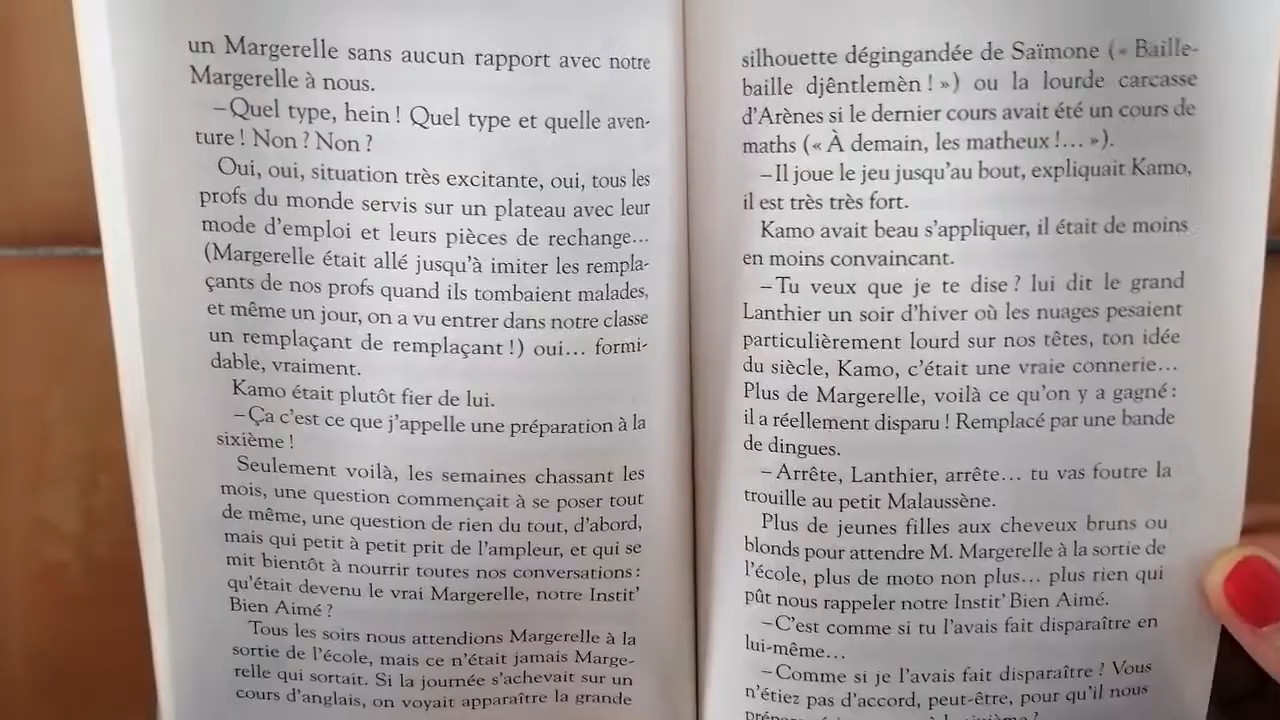 un Margerelle sans aucun rapport avec notre
Margerelle à nous.
–Quel type, hein ! Quel type et quelle aven-
ture ! Non ? Non ?
Oui, oui, situation très excitante, oui, tous les
profs du monde servis sur un plateau avec leur
mode d'emploi et leurs pièces de rechange...
(Margerelle était allé jusqu'à imiter les rempla-
çants de nos profs quand ils tombaient malades,
et même un jour, on a vu entrer dans notre classe
un remplaçant de remplaçant !) oui... formi-
dable, vraiment.
Kamo était plutôt fier de lui.
–Ça c'est ce que j'appelle une préparation à la
sixième !
Seulement voilà, les semaines chassant les
mois, une question commençait à se poser tout
de même, une question de rien du tout, d'abord,
mais qui petit à petit prit de l'ampleur, et qui se
mit bientôt à nourrir toutes nos conversations :
qu'était devenu le vrai Margerelle, notre Instit'
Bien Aimé ?
Tous les soirs nous attendions Margerelle à la
sortie de l'école, mais ce n'était jamais Marge-
relle qui sortait. Si la journée s'achevait sur un
cours d'anglais, on voyait apparaître la grande
silhouette dégingandée de Saïmone (« Baille-
baille djêntlemèn ! ») ou la lourde carcasse
d'Arènes si le dernier cours avait été un cours de
maths (« À demain, les matheux !... »).
–Il joue le jeu jusqu'au bout, expliquait Kamo,
il est très très fort.
Kamo avait beau s'appliquer, il était de moins
en moins convaincant.
–Tu veux que je te dise ? lui dit le grand
Lanthier un soir d'hiver où les nuages pesaient
particulièrement lourd sur nos têtes, ton idée
du siècle, Kamo, c'était une vraie connerie...
Plus de Margerelle, voilà ce qu'on y a gagné :
il a réellement disparu ! Remplacé par une bande
de dingues.
–Arrête, Lanthier, arrête... tu vas foutre la
trouille au petit Malaussène.
Plus de jeunes filles aux cheveux bruns ou
blonds pour attendre M. Margerelle à la sortie de
l'école, plus de moto non plus... plus rien qui
pût nous rappeler notre Instit' Bien Aimé.
–C'est comme si tu l'avais fait disparaître en
lui-même...
–Comme si je l'avais fait disparaître ? Vous
n'étiez pas d'accord, peut-être, pour qu'il nous